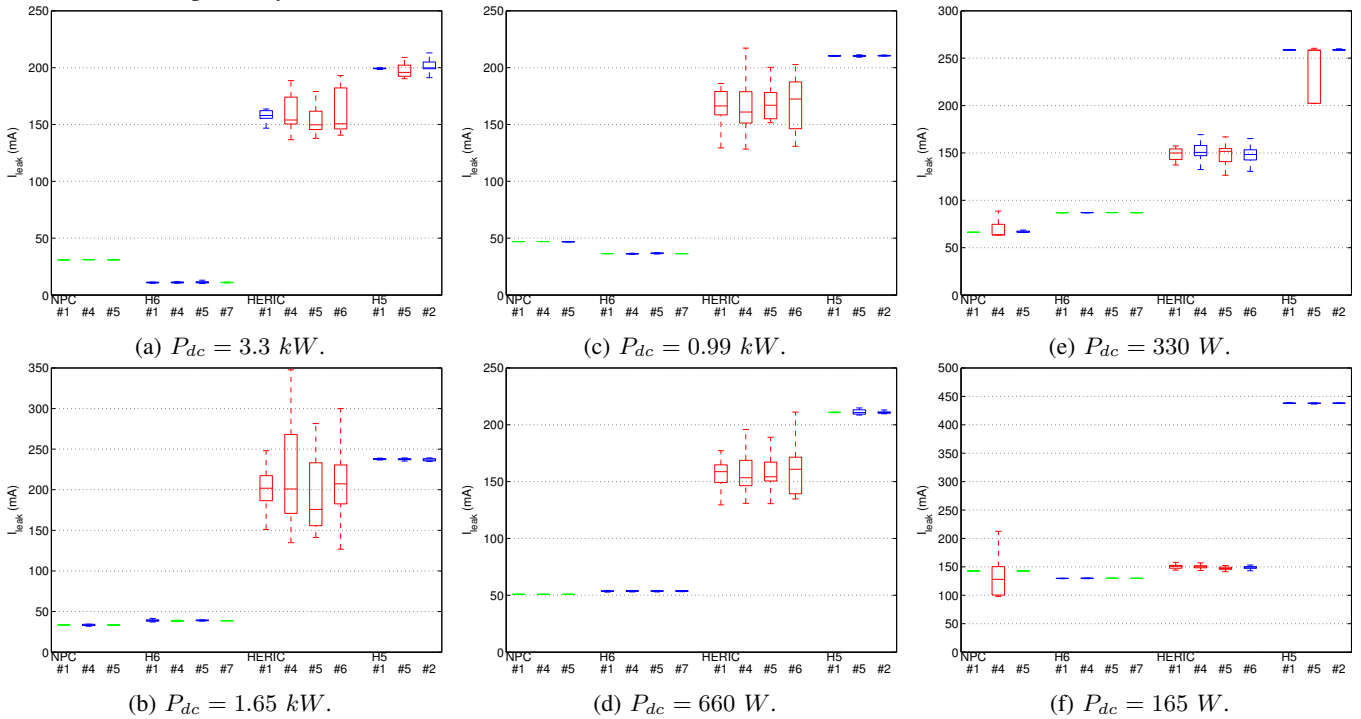 250
200
150
100
50
0
I_leak (mA)
NPC H6 HERIC H5
#1 #4 #5 #1 #4 #5 #7 #1 #4 #5 #6 #1 #5 #2
(a) P_dc = 3.3 kW.
250
200
150
100
50
0
I_leak (mA)
NPC H6 HERIC H5
#1 #4 #5 #1 #4 #5 #7 #1 #4 #5 #6 #1 #5 #2
(c) P_dc = 0.99 kW.
300
250
200
150
100
50
0
I_leak (mA)
NPC H6 HERIC H5
#1 #4 #5 #1 #4 #5 #7 #1 #4 #5 #6 #1 #5 #2
(e) P_dc = 330 W.
350
300
250
200
150
100
50
0
I_leak (mA)
NPC H6 HERIC H5
#1 #4 #5 #1 #4 #5 #7 #1 #4 #5 #6 #1 #5 #2
(b) P_dc = 1.65 kW.
250
200
150
100
50
0
I_leak (mA)
NPC H6 HERIC H5
#1 #4 #5 #1 #4 #5 #7 #1 #4 #5 #6 #1 #5 #2
(d) P_dc = 660 W.
500
450
400
350
300
250
200
150
100
50
0
I_leak (mA)
NPC H6 HERIC H5
#1 #4 #5 #1 #4 #5 #7 #1 #4 #5 #6 #1 #5 #2
(f) P_dc = 165 W.